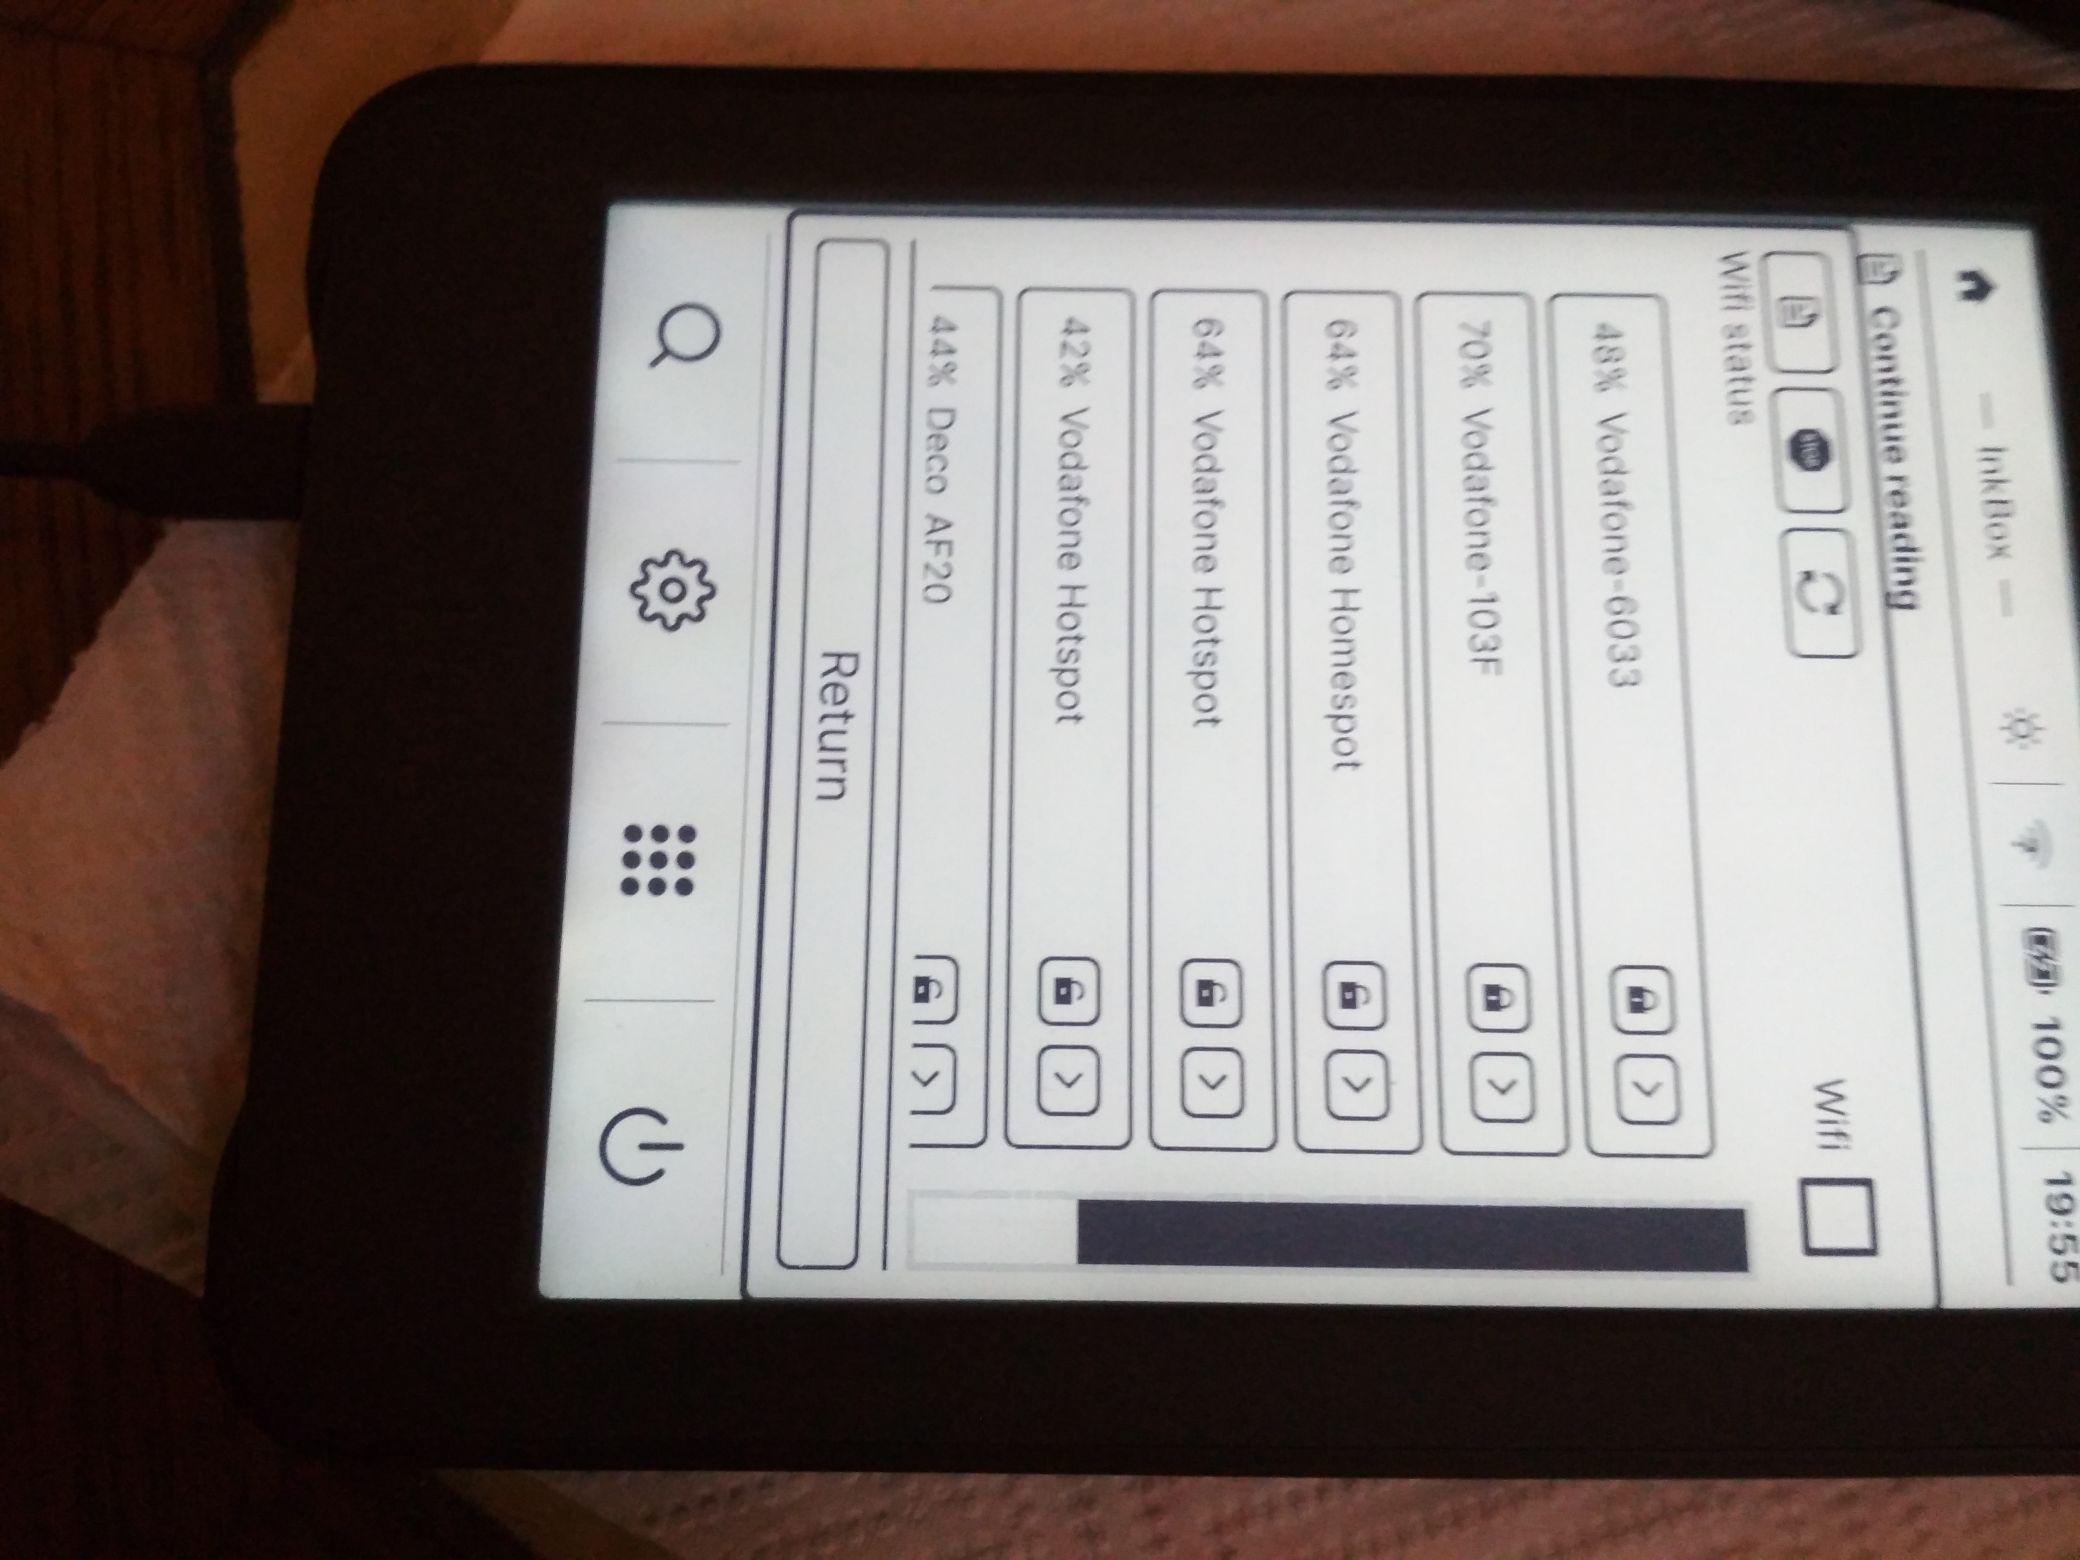 InkBox
100%
19:55
Continue reading
STOP
Wifi
Wifi status
48% Vodafone-6033
70% Vodafone-103F
64% Vodafone Homespot
64% Vodafone Hotspot
42% Vodafone Hotspot
44% Deco AF20
Return